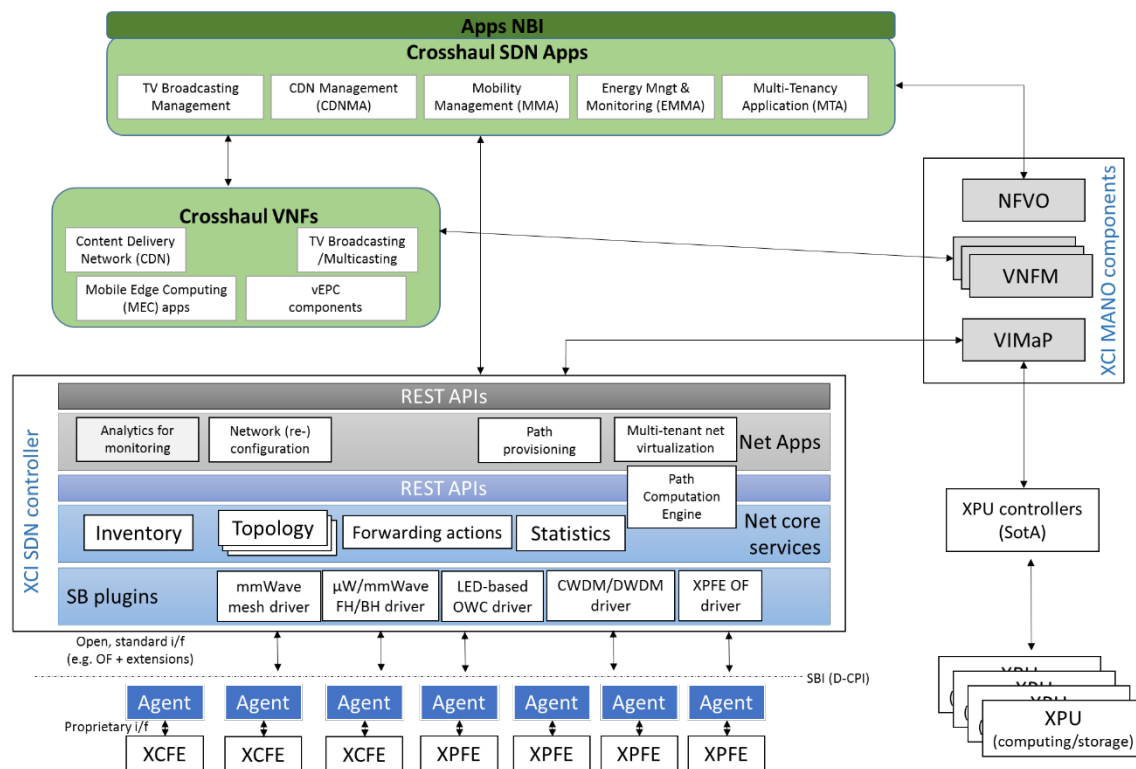 Apps NBI
Crosshaul SDN Apps
TV Broadcasting
Management
CDN Management
(CDNMA)
Mobility
Management (MMA)
Energy Mngt &
Monitoring (EMMA)
Multi-Tenancy
Application (MTA)
Crosshaul VNFs
Content Delivery
Network (CDN)
TV Broadcasting
/Multicasting
Mobile Edge Computing
(MEC) apps
vEPC
components
XCI MANO components
NFVO
VNFM
VIMaP
XCI SDN controller
REST APIs
Analytics for
monitoring
Network (re-)
configuration
Path
provisioning
Multi-tenant net
virtualization
Net Apps
REST APIs
Path
Computation
Engine
Inventory
Topology
Forwarding actions
Statistics
Net core
services
SB plugins
mmWave
mesh driver
µW/mmWave
FH/BH driver
LED-based
OWC driver
CWDM/DWDM
driver
XPFE OF
driver
XPU controllers
(SotA)
Open, standard i/f
(e.g. OF + extensions)
SBI (D-CPI)
Agent
Agent
Agent
Agent
Agent
Agent
Agent
Proprietary i/f
XCFE
XCFE
XCFE
XPFE
XPFE
XPFE
XPFE
XPU
(computing/storage)